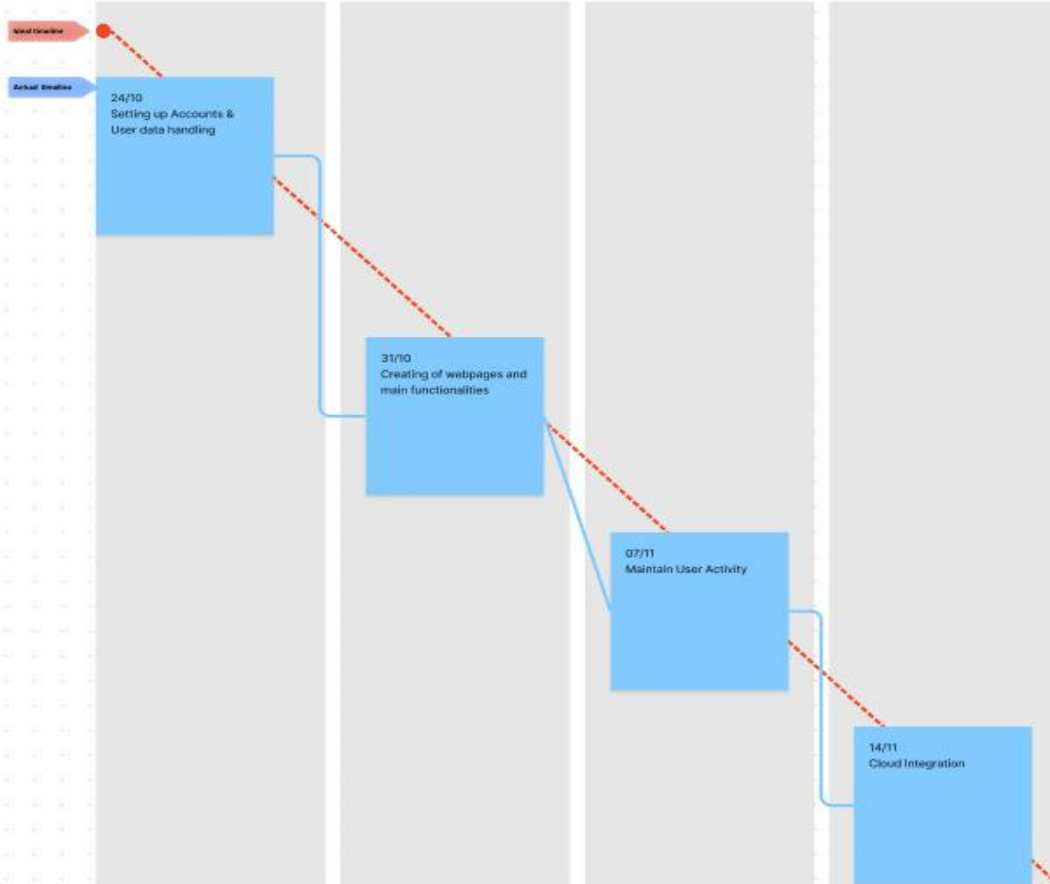 Ideal timeline
Actual timeline
24/10
Setting up Accounts &
User data handling
31/10
Creating of webpages and
main functionalities
07/11
Maintain User Activity
14/11
Cloud Integration